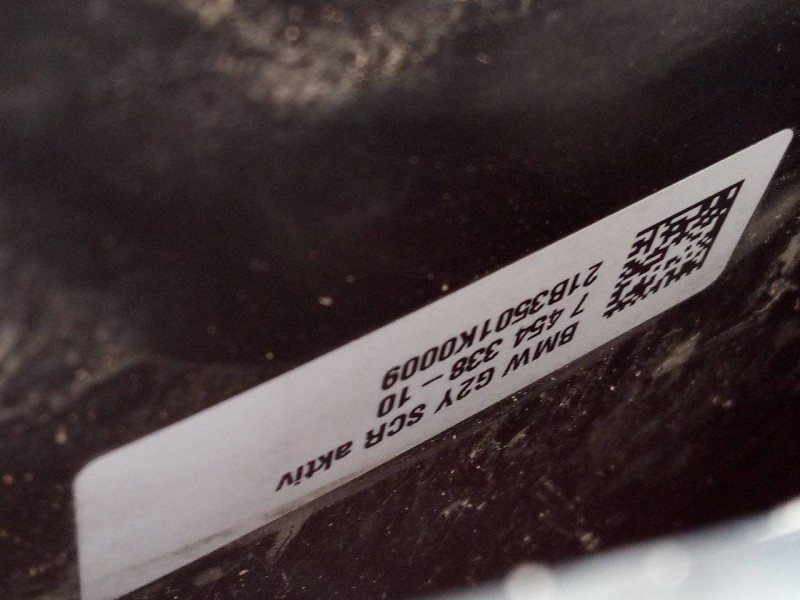 BMW G2Y SCR aktiv
7 454 338 – 10
21B3501K0009